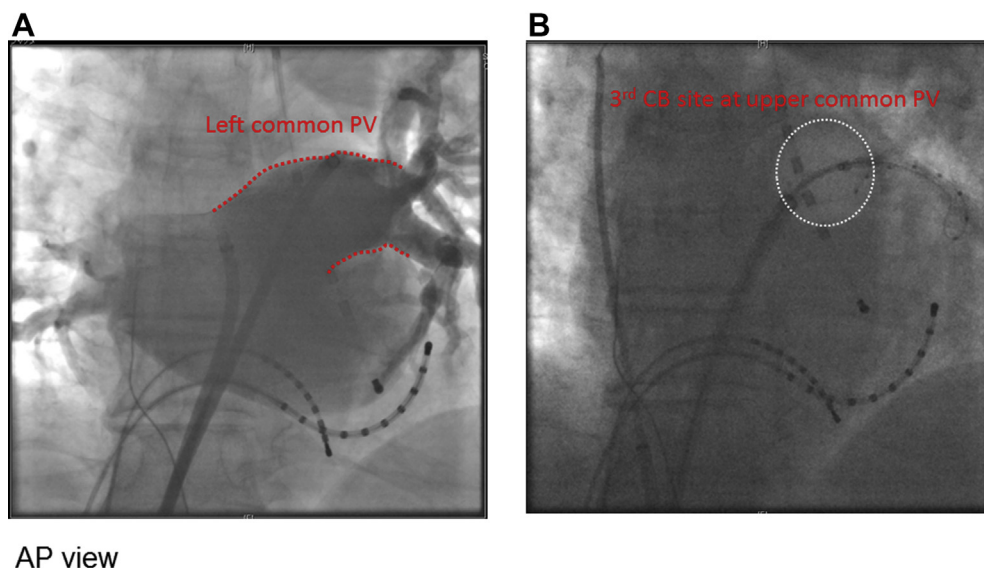 A
B
[H]
[H]
Left common PV
3rd CB site at upper common PV
AP view